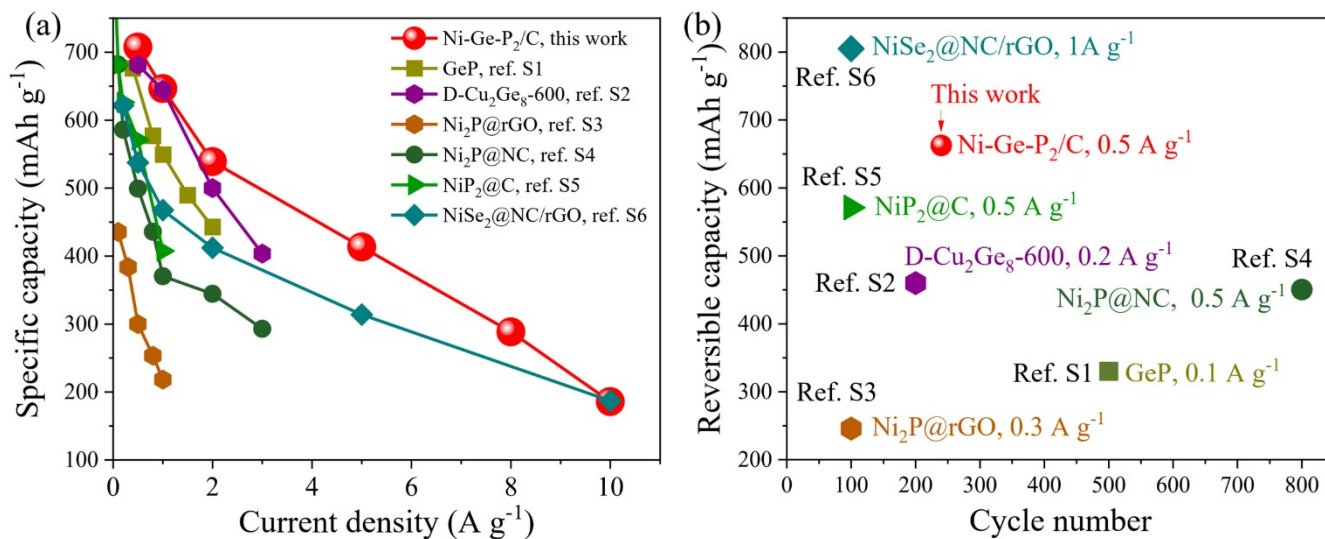 (a)
Specific capacity (mAh g⁻¹)
700
600
500
400
300
200
100
Ni-Ge-P₂/C, this work
GeP, ref. S1
D-Cu₂Ge₈-600, ref. S2
Ni₂P@rGO, ref. S3
Ni₂P@NC, ref. S4
NiP₂@C, ref. S5
NiSe₂@NC/rGO, ref. S6
0 2 4 6 8 10
Current density (A g⁻¹)
(b)
Reversible capacity (mAh g⁻¹)
900
800
700
600
500
400
300
200
NiSe₂@NC/rGO, 1A g⁻¹
Ref. S6
This work
Ni-Ge-P₂/C, 0.5 A g⁻¹
Ref. S5
NiP₂@C, 0.5 A g⁻¹
D-Cu₂Ge₈-600, 0.2 A g⁻¹
Ref. S2
Ref. S4
Ni₂P@NC, 0.5 A g⁻¹
Ref. S1
GeP, 0.1 A g⁻¹
Ref. S3
Ni₂P@rGO, 0.3 A g⁻¹
0 100 200 300 400 500 600 700 800
Cycle number